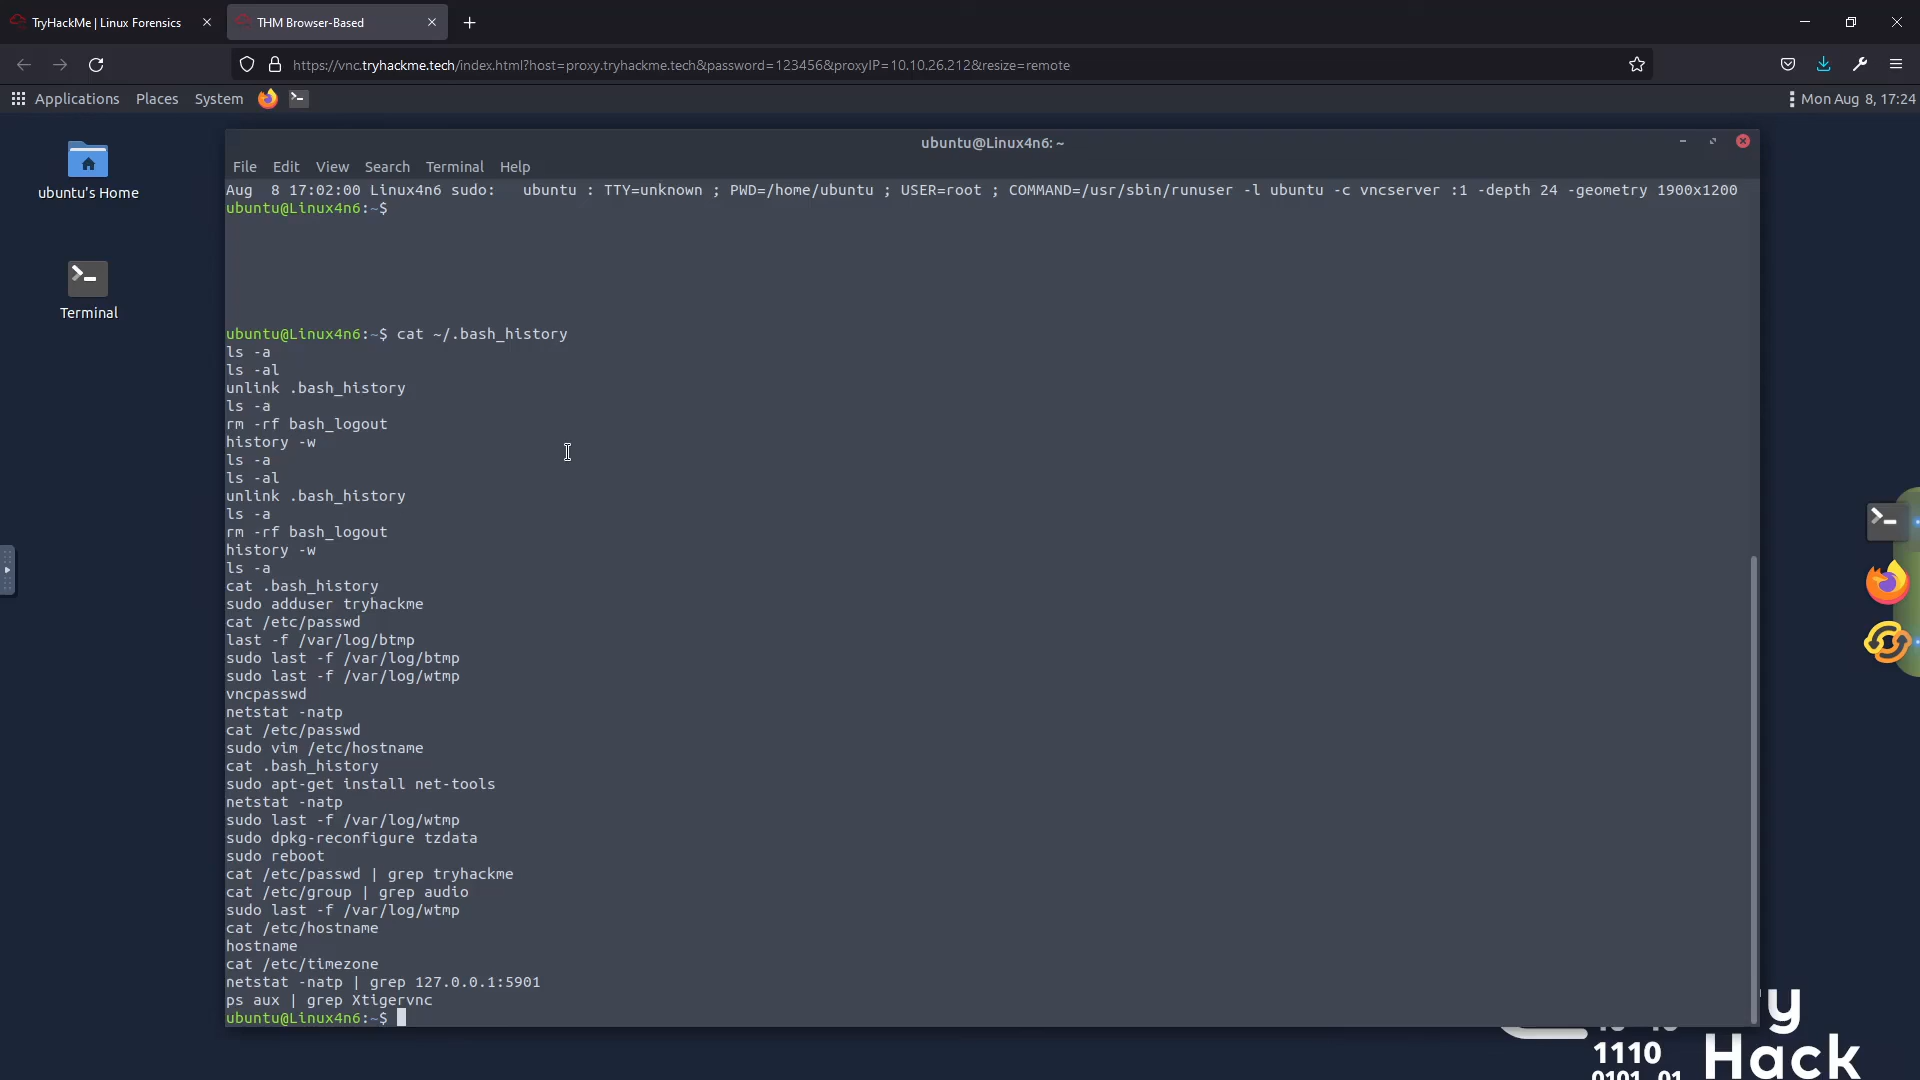 TryHackMe | Linux Forensics
THM Browser-Based
https://vnc.tryhackme.tech/index.html?host=proxy.tryhackme.tech&password=123456&proxyIP=10.10.26.212&resize=remote
Applications Places System
Mon Aug 8, 17:24
ubuntu's Home
Terminal
ubuntu@Linux4n6: ~
File Edit View Search Terminal Help
Aug  8 17:02:00 Linux4n6 sudo:   ubuntu : TTY=unknown ; PWD=/home/ubuntu ; USER=root ; COMMAND=/usr/sbin/runuser -l ubuntu -c vncserver :1 -depth 24 -geometry 1900x1200
ubuntu@Linux4n6:~$
ubuntu@Linux4n6:~$ cat ~/.bash_history
ls -a
ls -al
unlink .bash_history
ls -a
rm -rf bash_logout
history -w
ls -a
ls -al
unlink .bash_history
ls -a
rm -rf bash_logout
history -w
ls -a
cat .bash_history
sudo adduser tryhackme
cat /etc/passwd
last -f /var/log/btmp
sudo last -f /var/log/btmp
sudo last -f /var/log/wtmp
vncpasswd
netstat -natp
cat /etc/passwd
sudo vim /etc/hostname
cat .bash_history
sudo apt-get install net-tools
netstat -natp
sudo last -f /var/log/wtmp
sudo dpkg-reconfigure tzdata
sudo reboot
cat /etc/passwd | grep tryhackme
cat /etc/group | grep audio
sudo last -f /var/log/wtmp
cat /etc/hostname
hostname
cat /etc/timezone
netstat -natp | grep 127.0.0.1:5901
ps aux | grep Xtigervnc
ubuntu@Linux4n6:~$
1110
Hack